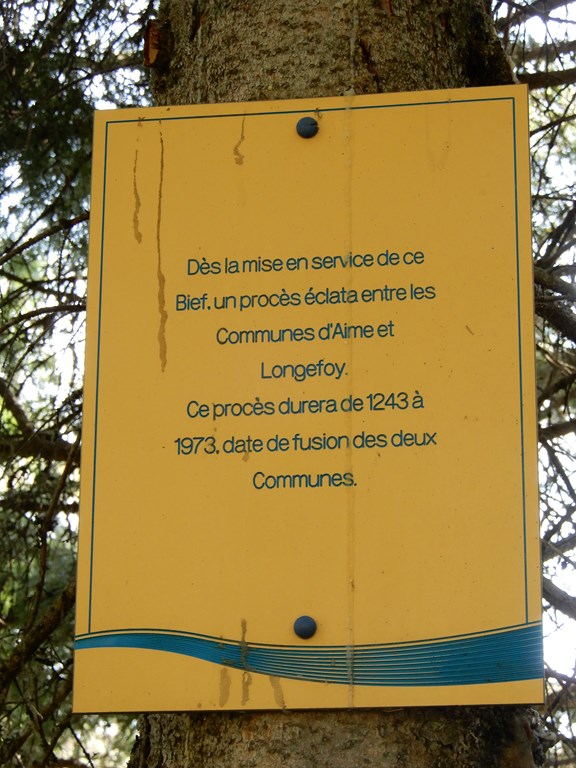 Dès la mise en service de ce
Bief, un procès éclata entre les
Communes d'Aime et
Longefoy.
Ce procès durera de 1243 à
1973, date de fusion des deux
Communes.